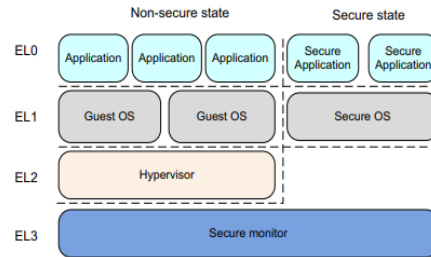 Non-secure state
Secure state
EL0
Application
Application
Application
Secure
Application
Secure
Application
EL1
Guest OS
Guest OS
Secure OS
EL2
Hypervisor
EL3
Secure monitor